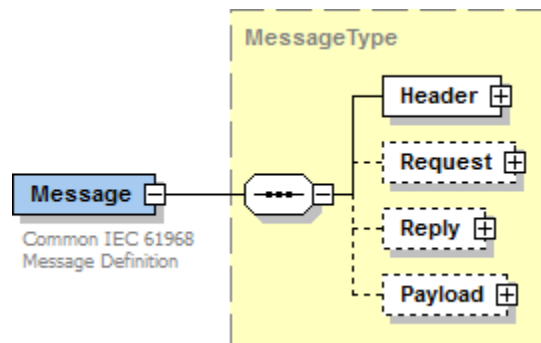 MessageType
Header
Request
Message
Reply
Common IEC 61968
Message Definition
Payload